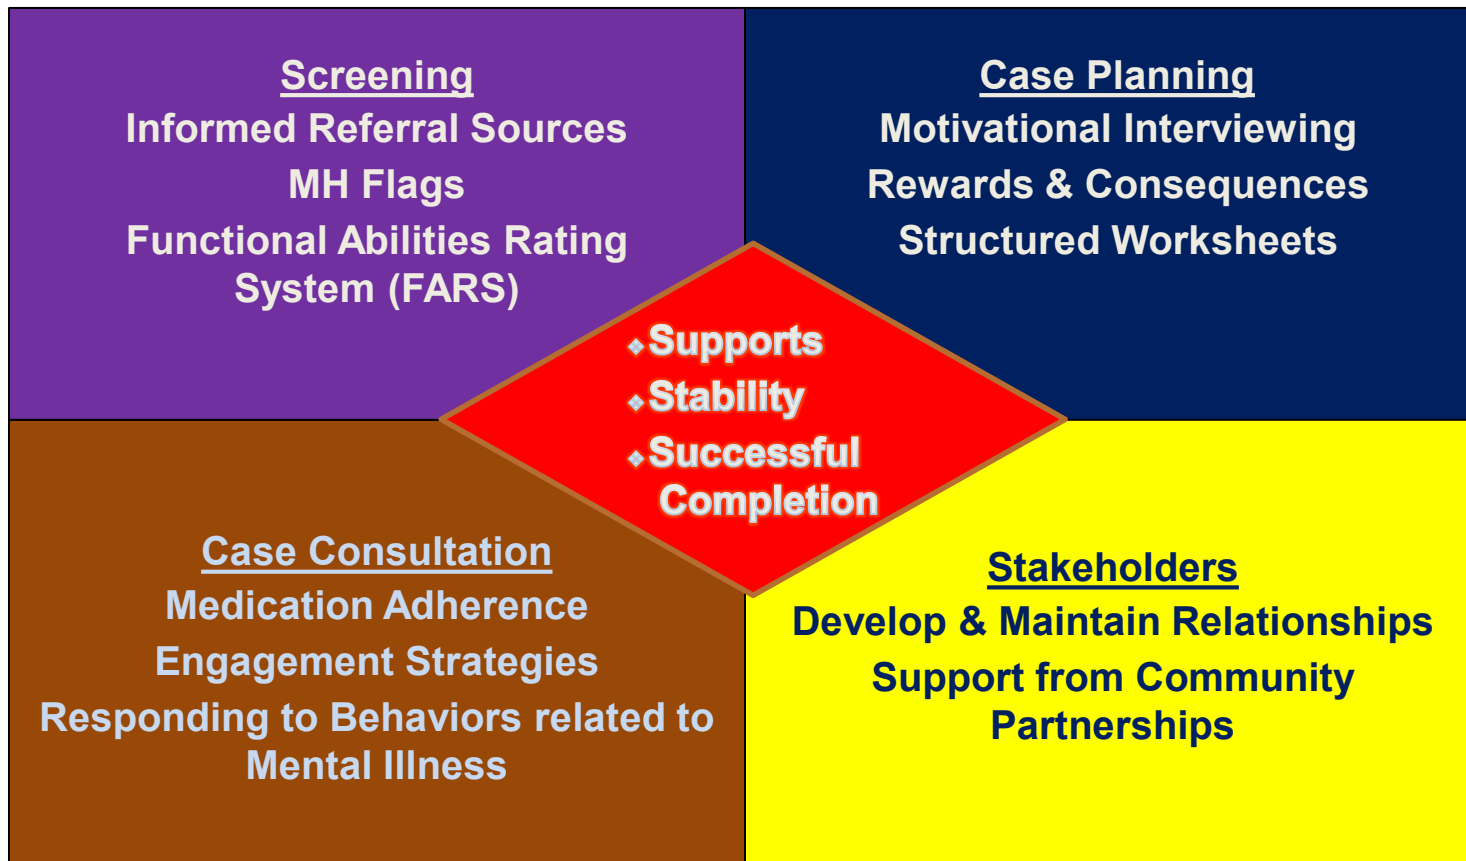 Screening
Informed Referral Sources
MH Flags
Functional Abilities Rating
System (FARS)
Case Planning
Motivational Interviewing
Rewards & Consequences
Structured Worksheets
❖Supports
❖Stability
❖Successful
Completion
Case Consultation
Medication Adherence
Engagement Strategies
Responding to Behaviors related to
Mental Illness
Stakeholders
Develop & Maintain Relationships
Support from Community
Partnerships